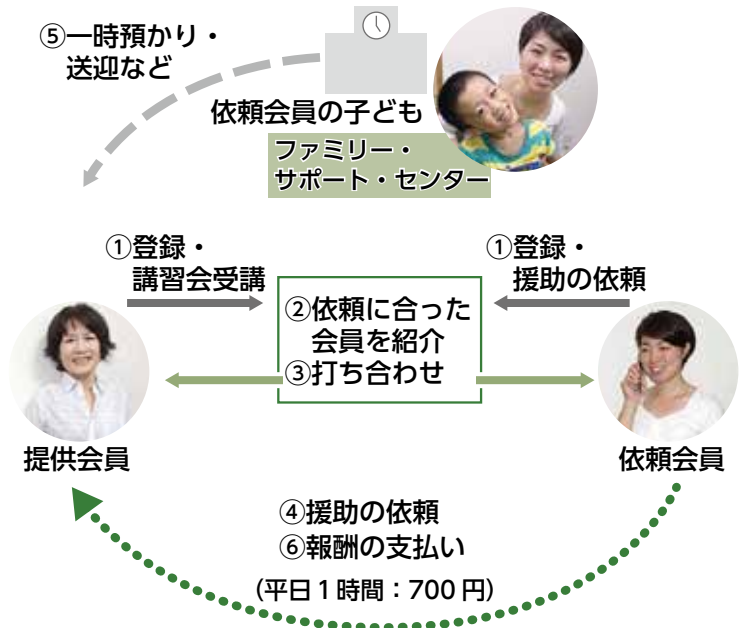 ⑤一時預かり・
送迎など
依頼会員の子ども
ファミリー・
サポート・センター
①登録・
講習会受講
①登録・
援助の依頼
②依頼に合った
会員を紹介
③打ち合わせ
提供会員
依頼会員
④援助の依頼
⑥報酬の支払い
（平日１時間：700 円）